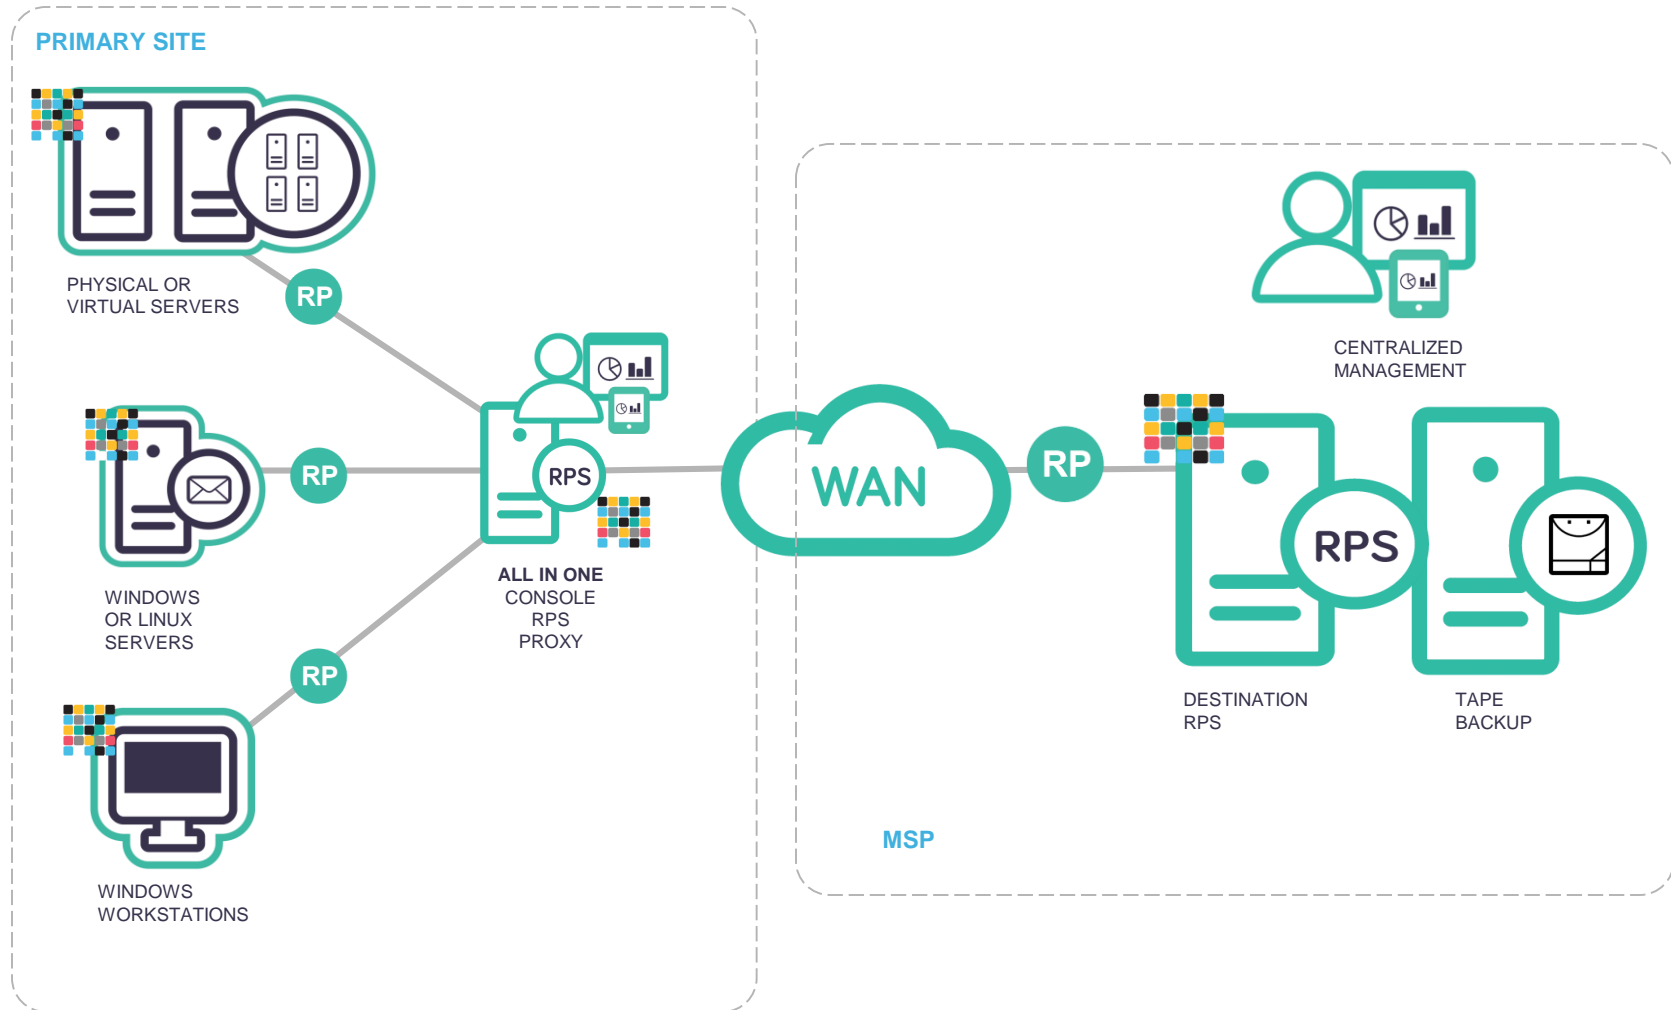 PRIMARY SITE
PHYSICAL OR
VIRTUAL SERVERS
RP
WINDOWS
OR LINUX
SERVERS
RP
WINDOWS
WORKSTATIONS
RP
RPS
ALL IN ONE
CONSOLE
RPS
PROXY
WAN
RP
CENTRALIZED
MANAGEMENT
RPS
DESTINATION
RPS
TAPE
BACKUP
MSP